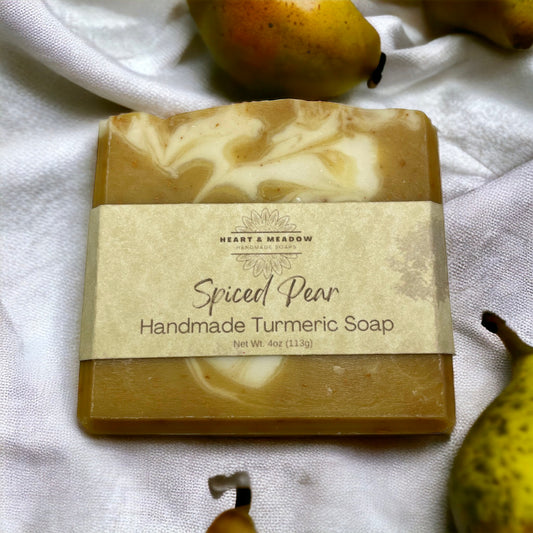 HEART & MEADOW
HANDMADE SOAPS
Spiced Pear
Handmade Turmeric Soap
Net Wt. 4oz (113g)